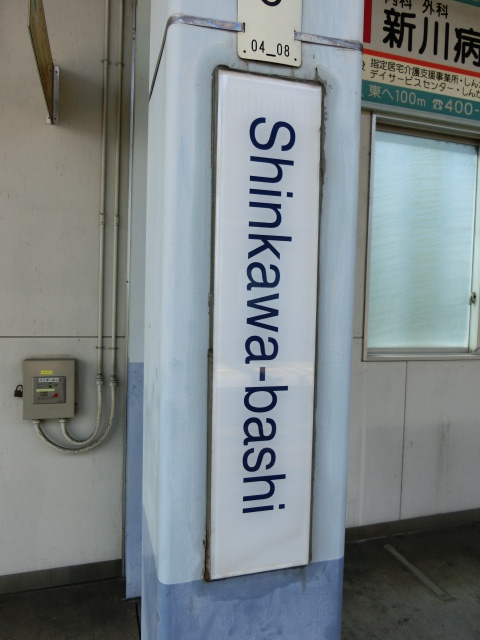 04_08
Shinkawa-bashi
内科 外科
新川病
指定居宅介護支援事業所・しん
デイサービスセンター・しん
東へ100m ☎400-